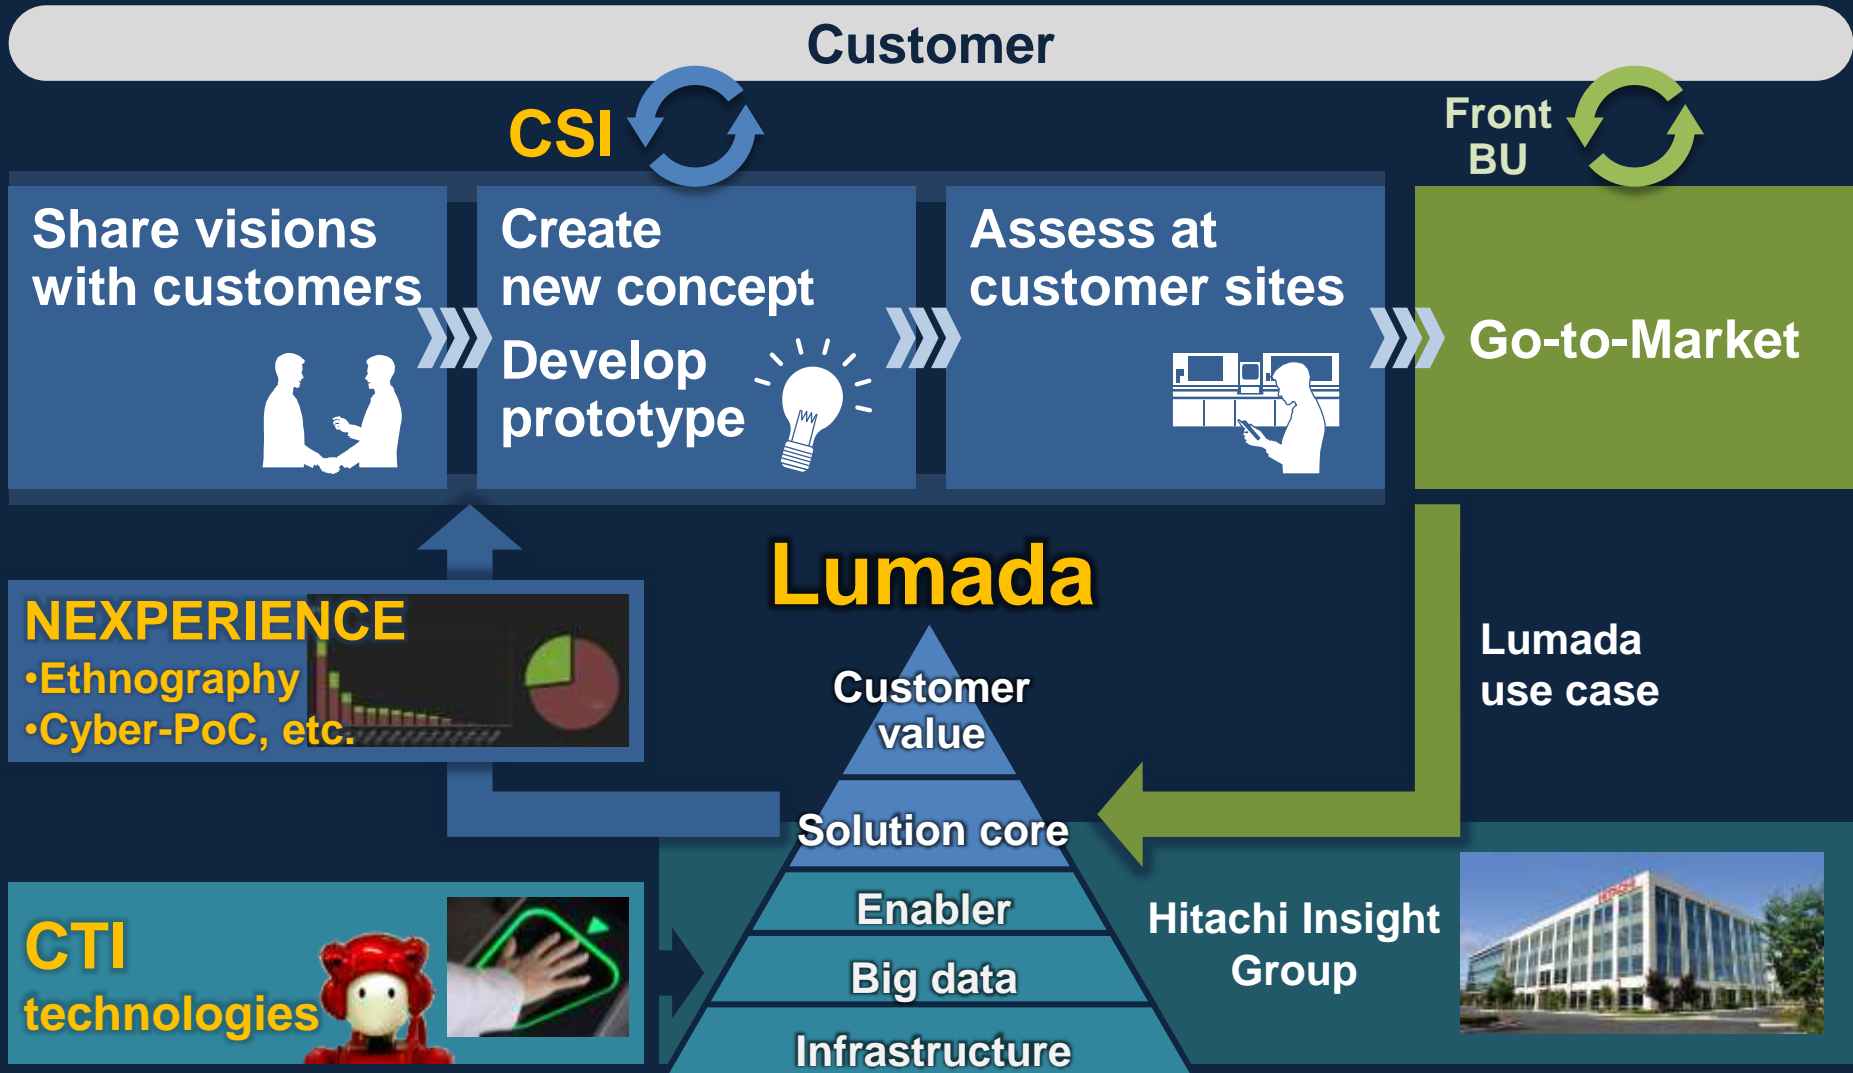 Customer
CSI
Front
BU
Share visions
with customers
Create
new concept
Develop
prototype
Assess at
customer sites
Go-to-Market
Lumada
NEXPERIENCE
•Ethnography
•Cyber-PoC, etc.
Customer
value
Lumada
use case
Solution core
Enabler
CTI
technologies
Big data
Hitachi Insight
Group
HITACHI
Infrastructure